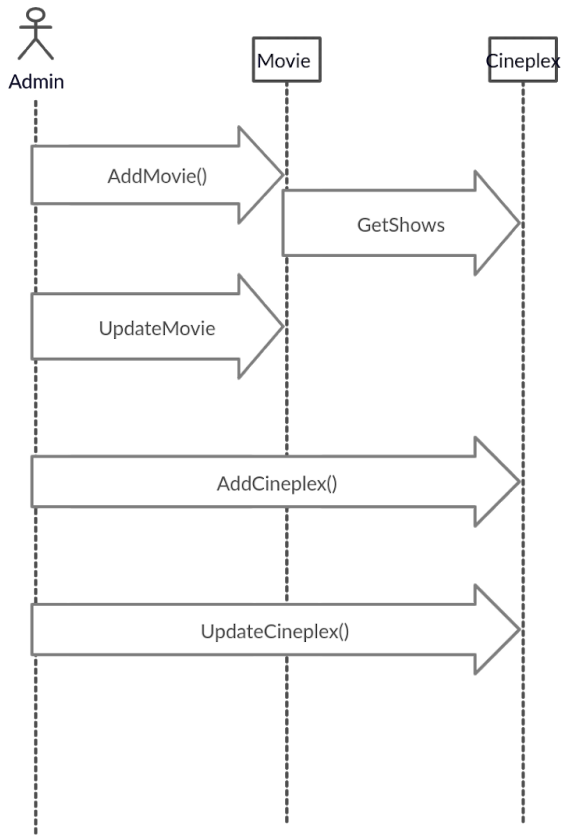 Admin
Movie
Cineplex
AddMovie()
GetShows
UpdateMovie
AddCineplex()
UpdateCineplex()